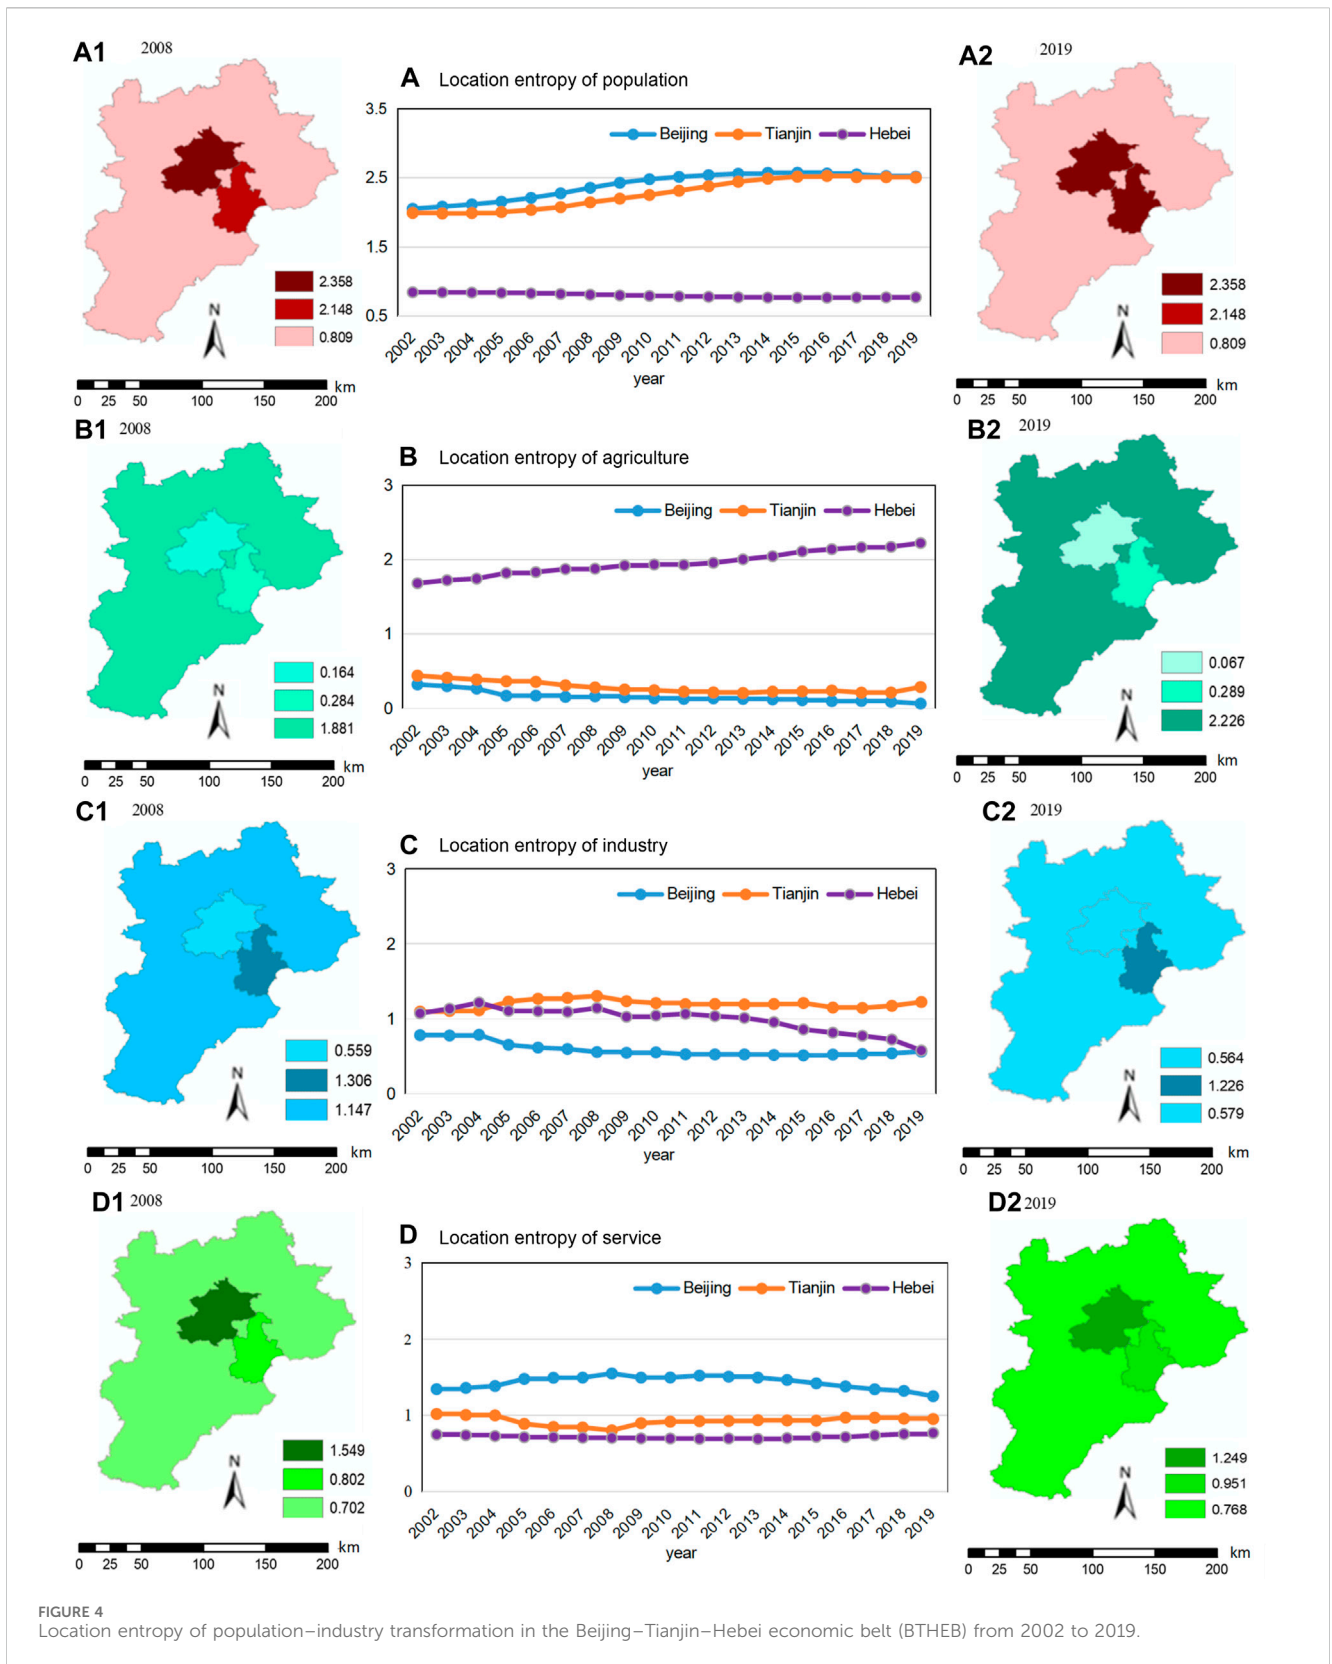 A1 2008
2.358
2.148
0.809
N
0 25 50 100 150 200 km
A Location entropy of population
Beijing Tianjin Hebei
3.5
2.5
1.5
0.5
2002 2003 2004 2005 2006 2007 2008 2009 2010 2011 2012 2013 2014 2015 2016 2017 2018 2019
year
A2 2019
2.358
2.148
0.809
N
0 25 50 100 150 200 km
B1 2008
0.164
0.284
1.881
N
0 25 50 100 150 200 km
B Location entropy of agriculture
Beijing Tianjin Hebei
3
2
1
0
2002 2003 2004 2005 2006 2007 2008 2009 2010 2011 2012 2013 2014 2015 2016 2017 2018 2019
year
B2 2019
0.067
0.289
2.226
N
0 25 50 100 150 200 km
C1 2008
0.559
1.306
1.147
N
0 25 50 100 150 200 km
C Location entropy of industry
Beijing Tianjin Hebei
3
2
1
0
2002 2003 2004 2005 2006 2007 2008 2009 2010 2011 2012 2013 2014 2015 2016 2017 2018 2019
year
C2 2019
0.564
1.226
0.579
N
0 25 50 100 150 200 km
D1 2008
1.549
0.802
0.702
N
0 25 50 100 150 200 km
D Location entropy of service
Beijing Tianjin Hebei
3
2
1
0
2002 2003 2004 2005 2006 2007 2008 2009 2010 2011 2012 2013 2014 2015 2016 2017 2018 2019
year
D2 2019
1.249
0.951
0.768
N
0 25 50 100 150 200 km
FIGURE 4
Location entropy of population–industry transformation in the Beijing–Tianjin–Hebei economic belt (BTHEB) from 2002 to 2019.